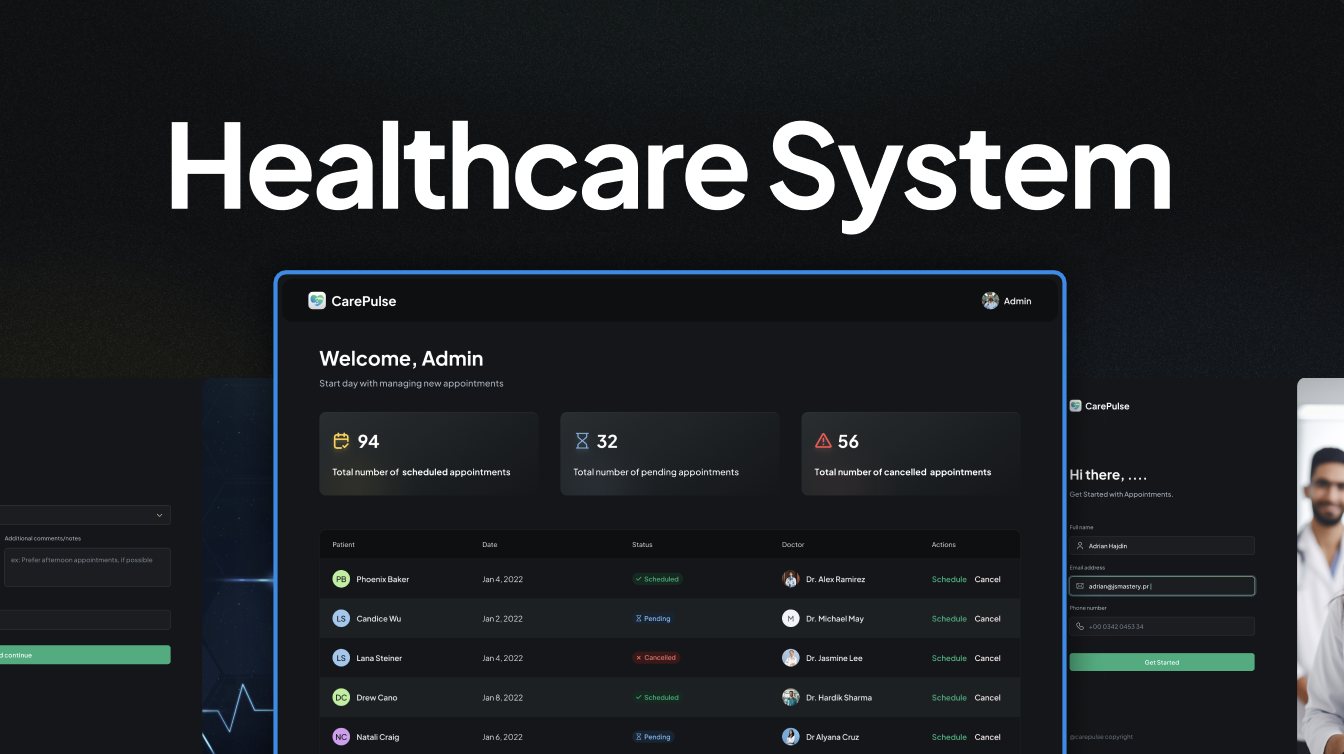 Healthcare System
CarePulse
Admin
Welcome, Admin
Start day with managing new appointments
94
Total number of scheduled appointments
32
Total number of pending appointments
56
Total number of cancelled appointments
Patient Date Status Doctor Actions
PB Phoenix Baker Jan 4, 2022 Scheduled Dr. Alex Ramirez Schedule Cancel
LS Candice Wu Jan 2, 2022 Pending M Dr. Michael May Schedule Cancel
LS Lana Steiner Jan 4, 2022 Cancelled Dr. Jasmine Lee Schedule Cancel
DC Drew Cano Jan 8, 2022 Scheduled Dr. Hardik Sharma Schedule Cancel
NC Natali Craig Jan 6, 2022 Pending Dr Alyana Cruz Schedule Cancel
Additional comments/notes
ex: Prefer afternoon appointments, if possible
d continue
CarePulse
Hi there, ....
Get Started with Appointments.
Full name
Adrian Hajdin
Email address
adrian@jsmastery.pr
Phone number
+00 0342 0453 34
Get Started
@carepulse copyright